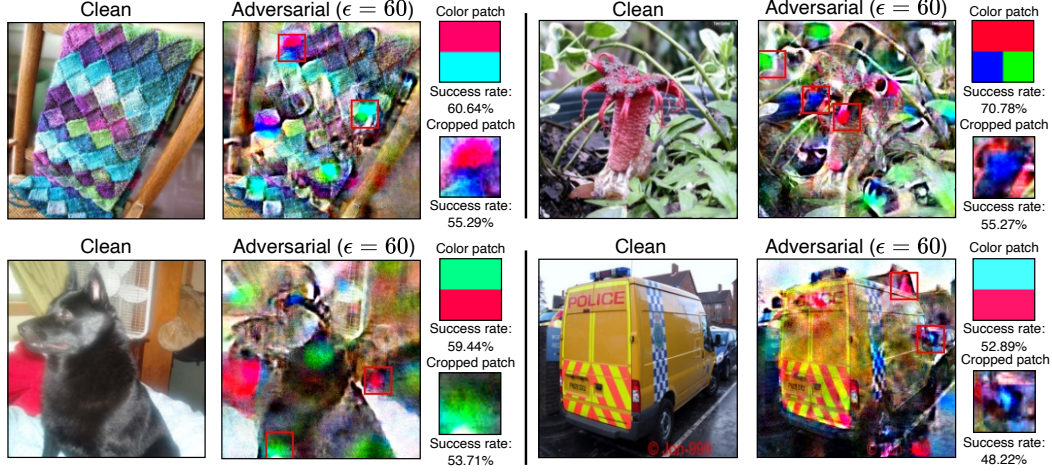 Clean
Adversarial (ϵ = 60)
Color patch
Success rate:
60.64%
Cropped patch
Success rate:
55.29%
Clean
Adversarial (ϵ = 60)
Color patch
Success rate:
70.78%
Cropped patch
Success rate:
55.27%
Clean
Adversarial (ϵ = 60)
Color patch
Success rate:
59.44%
Cropped patch
Success rate:
53.71%
Clean
POLICE
© Jon-999
Adversarial (ϵ = 60)
POLICE
Color patch
Success rate:
52.89%
Cropped patch
Success rate:
48.22%